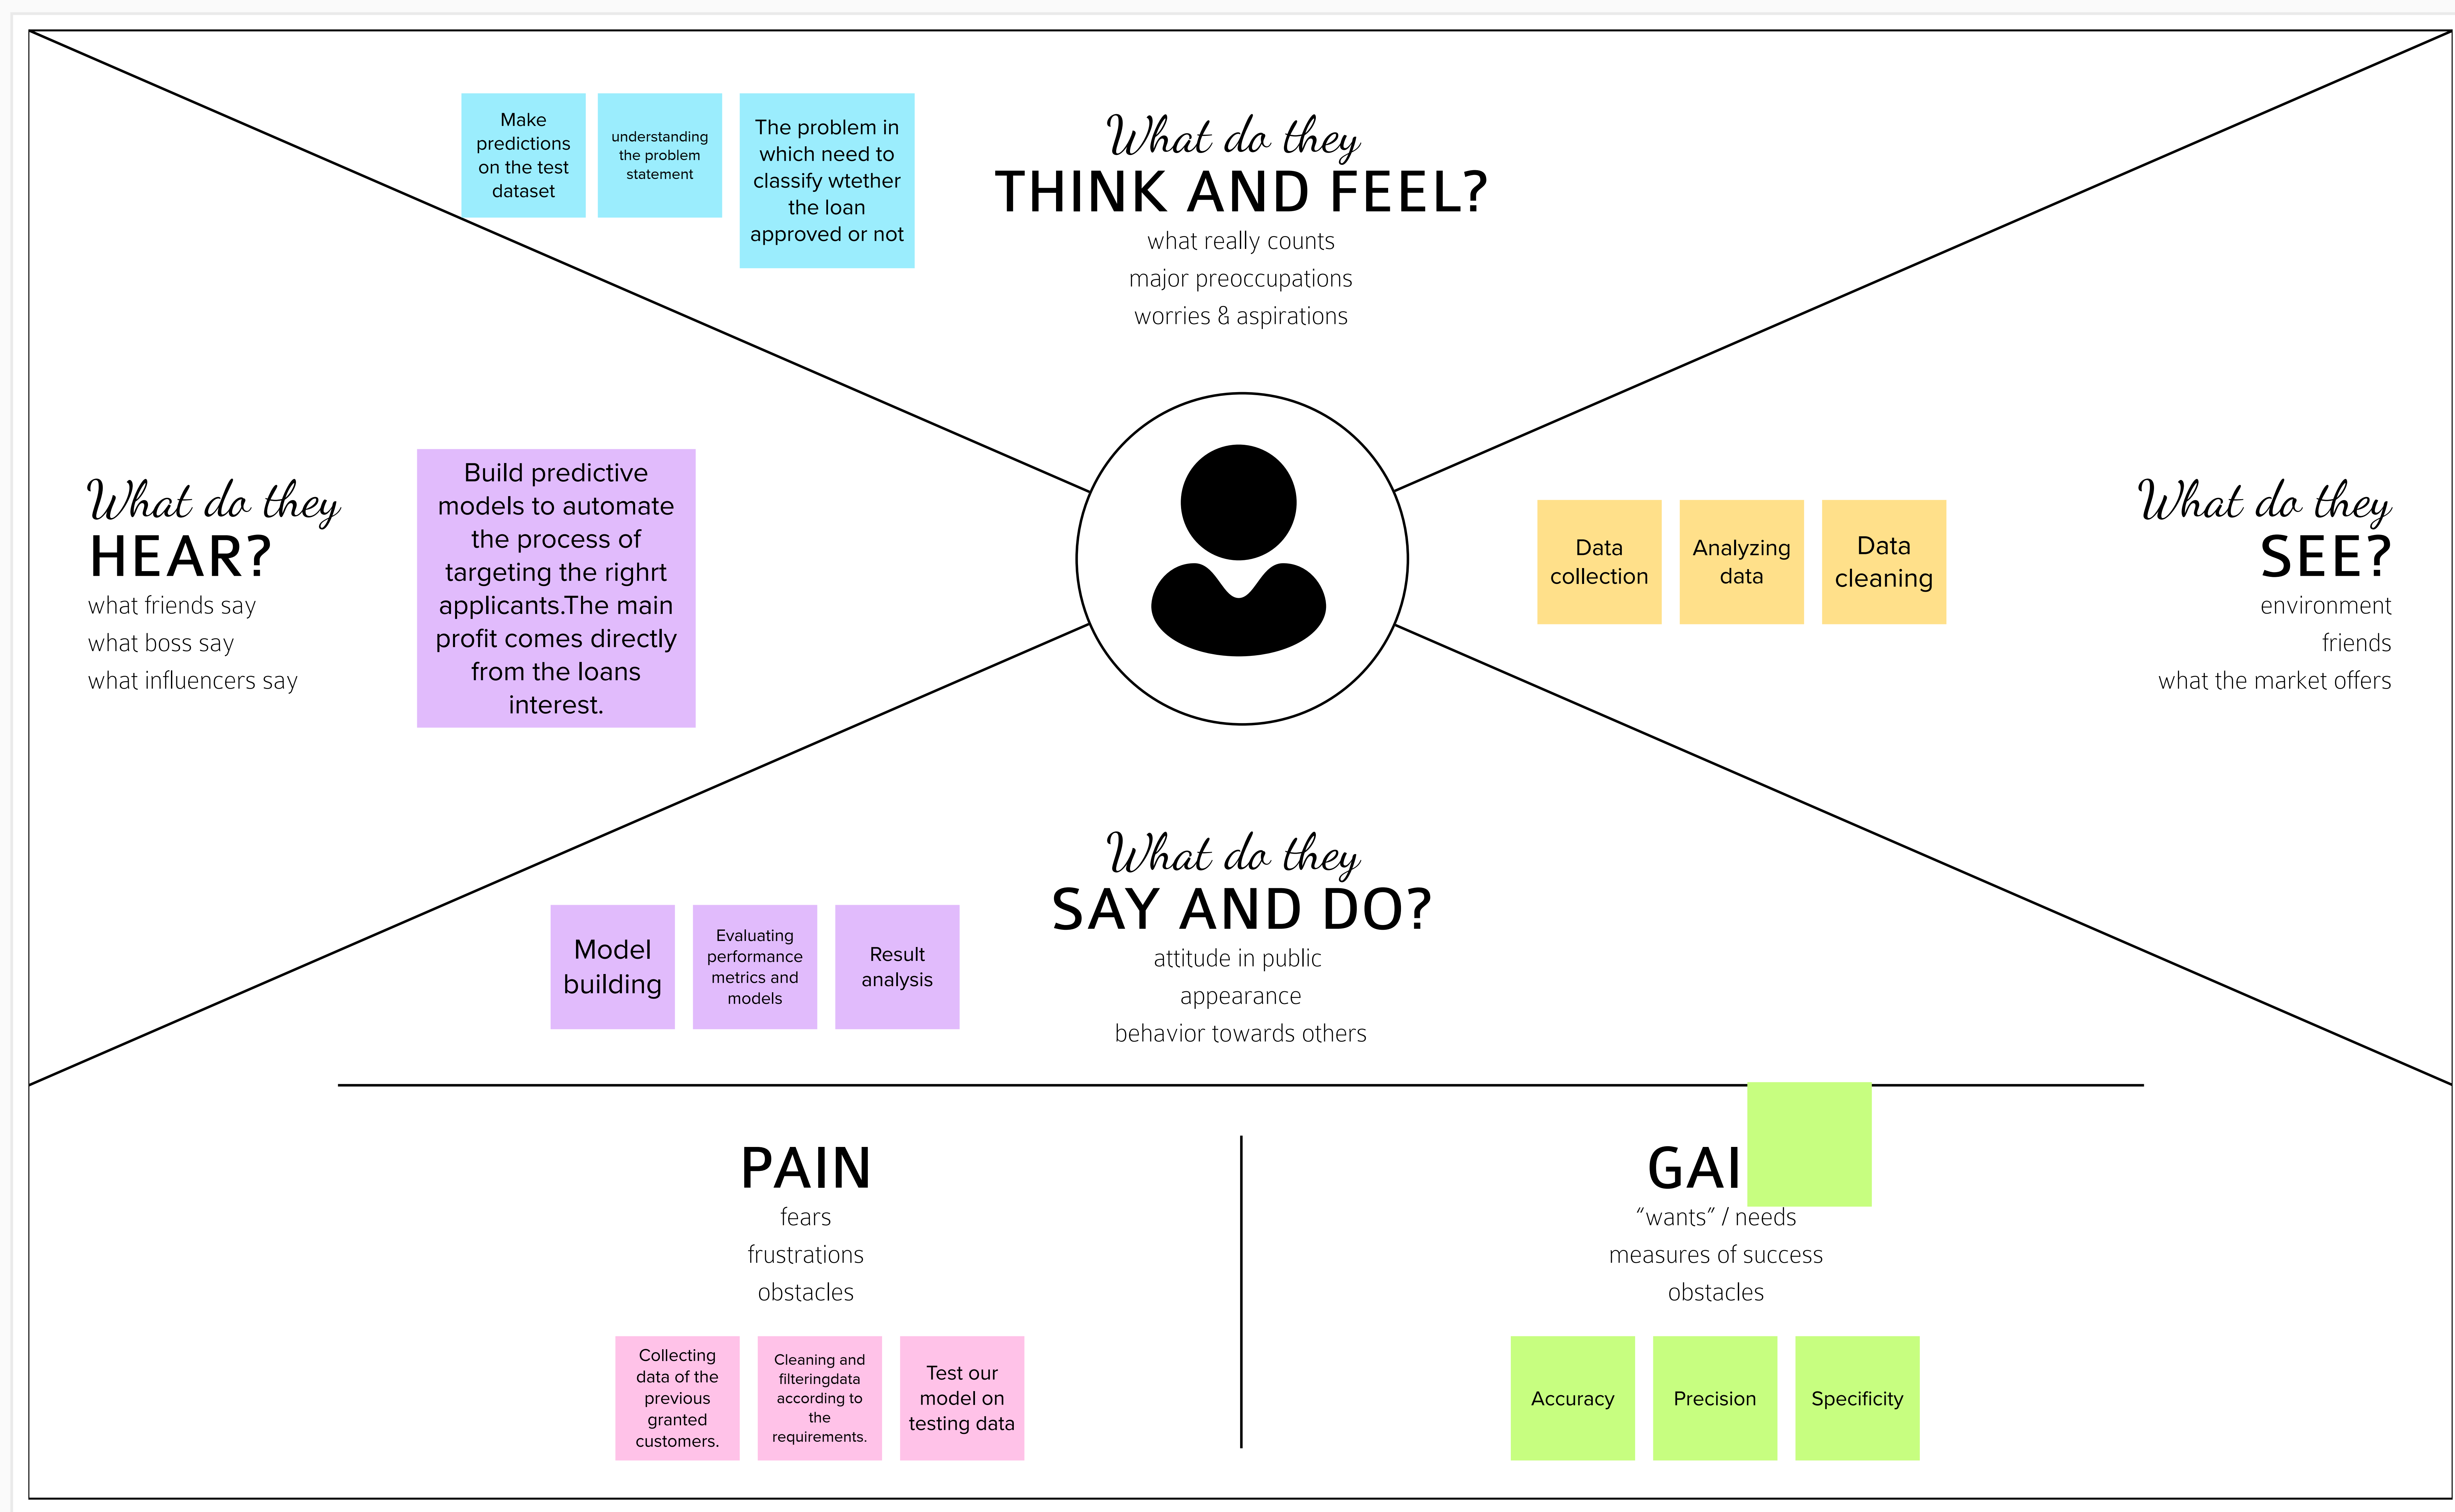 Make
predictions
on the test
dataset
understanding
the problem
statement
The problem in
which need to
classify wtether
the loan
approved or not
What do they
THINK AND FEEL?
what really counts
major preoccupations
worries & aspirations
What do they
HEAR?
what friends say
what boss say
what influencers say
Build predictive
models to automate
the process of
targeting the righrt
applicants.The main
profit comes directly
from the loans
interest.
Data
collection
Analyzing
data
Data
cleaning
What do they
SEE?
environment
friends
what the market offers
What do they
SAY AND DO?
attitude in public
appearance
behavior towards others
Model
building
Evaluating
performance
metrics and
models
Result
analysis
PAIN
fears
frustrations
obstacles
Collecting
data of the
previous
granted
customers.
Cleaning and
filteringdata
according to
the
requirements.
Test our
model on
testing data
GAI
“wants” / needs
measures of success
obstacles
Accuracy
Precision
Specificity